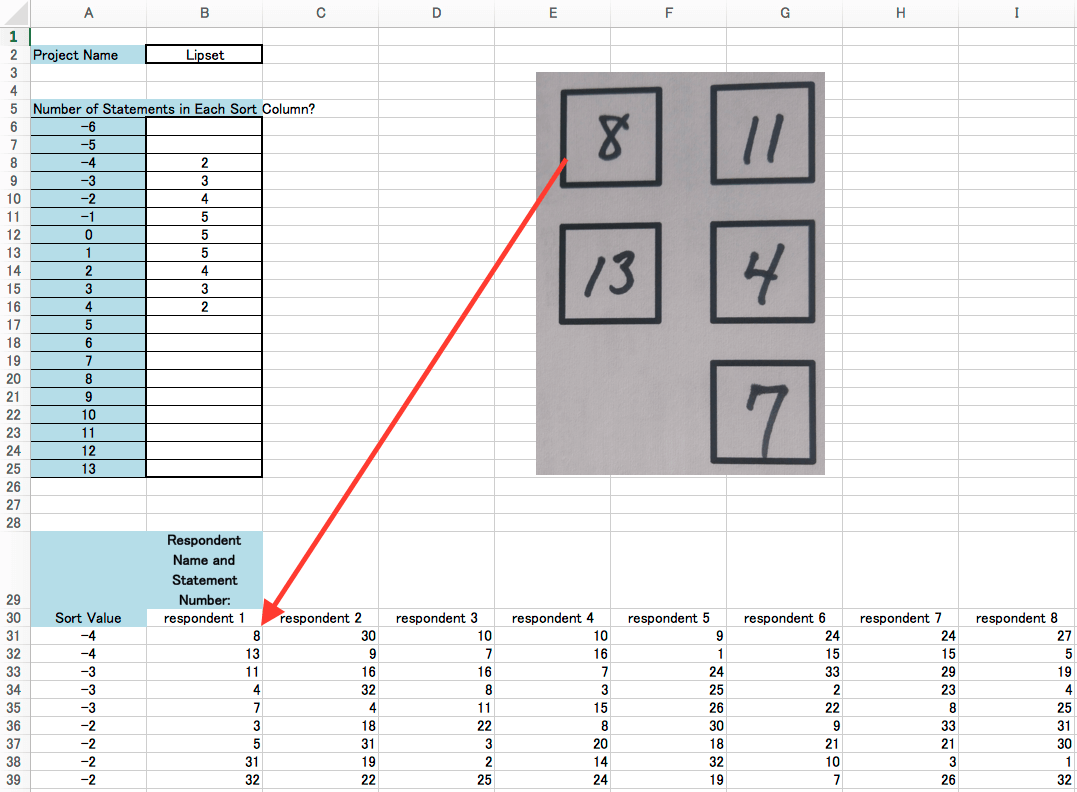 A B C D E F G H I
1
2 Project Name Lipset
3
4
5 Number of Statements in Each Sort Column?
6 -6
7 -5
8 -4 2
9 -3 3
10 -2 4
11 -1 5
12 0 5
13 1 5
14 2 4
15 3 3
16 4 2
17 5
18 6
19 7
20 8
21 9
22 10
23 11
24 12
25 13
26
27
28
8 11
13 4
7
Respondent
Name and
Statement
29 Number:
30 Sort Value respondent 1 respondent 2 respondent 3 respondent 4 respondent 5 respondent 6 respondent 7 respondent 8
31 -4 8 30 10 10 9 24 24 27
32 -4 13 9 7 16 1 15 15 5
33 -3 11 16 16 7 24 33 29 19
34 -3 4 32 8 3 25 2 23 4
35 -3 7 4 11 15 26 22 8 25
36 -2 3 18 22 8 30 9 33 31
37 -2 5 31 3 20 18 21 21 30
38 -2 31 19 2 14 32 10 3 1
39 -2 32 22 25 24 19 7 26 32